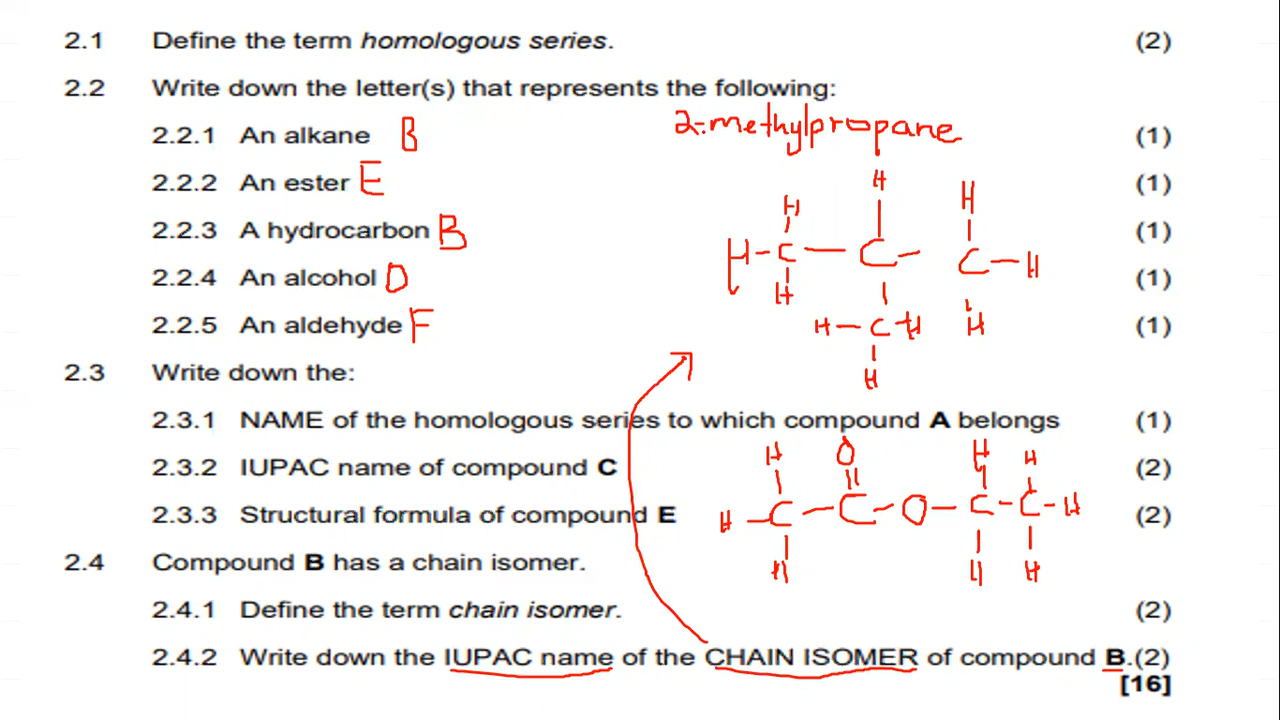 2.1 Define the term homologous series. (2)
2.2 Write down the letter(s) that represents the following:
2-methylpropane
2.2.1 An alkane B (1)
2.2.2 An ester E (1)
2.2.3 A hydrocarbon B (1)
2.2.4 An alcohol D (1)
2.2.5 An aldehyde F (1)
H
H H
H-C-C-C-H
H H
H-C-H
H
2.3 Write down the:
2.3.1 NAME of the homologous series to which compound A belongs (1)
2.3.2 IUPAC name of compound C (2)
2.3.3 Structural formula of compound E (2)
H O H H
H-C-C-O-C-C-H
H H H
2.4 Compound B has a chain isomer.
2.4.1 Define the term chain isomer. (2)
2.4.2 Write down the IUPAC name of the CHAIN ISOMER of compound B.(2)
[16]